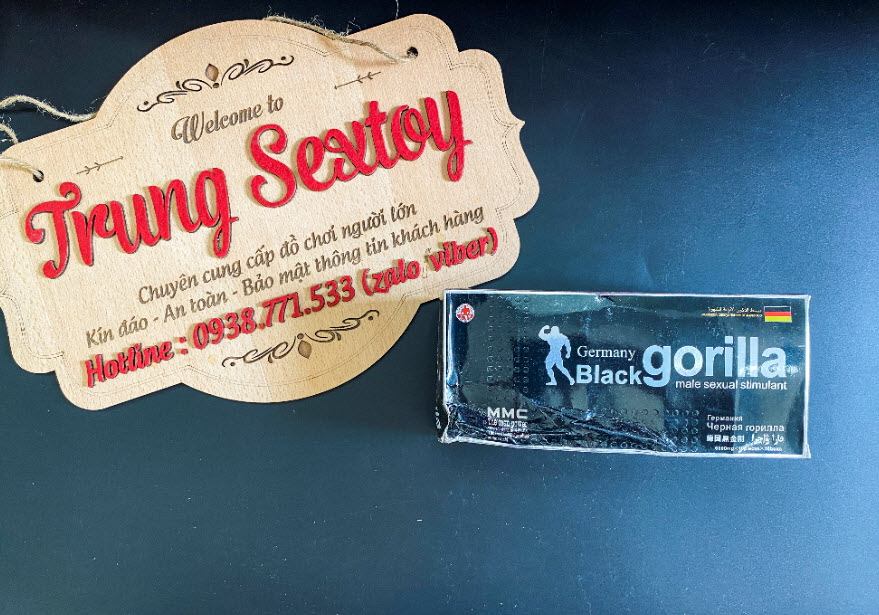 Welcome to
Trung Sextoy
Chuyên cung cấp đồ chơi người lớn
Kín đáo - An toàn - Bảo mật thông tin khách hàng
Hotline : 0938.771.533 (zalo viber)
Germany
Black gorilla
male sexual stimulant
MMC
Германия
Черная горилла